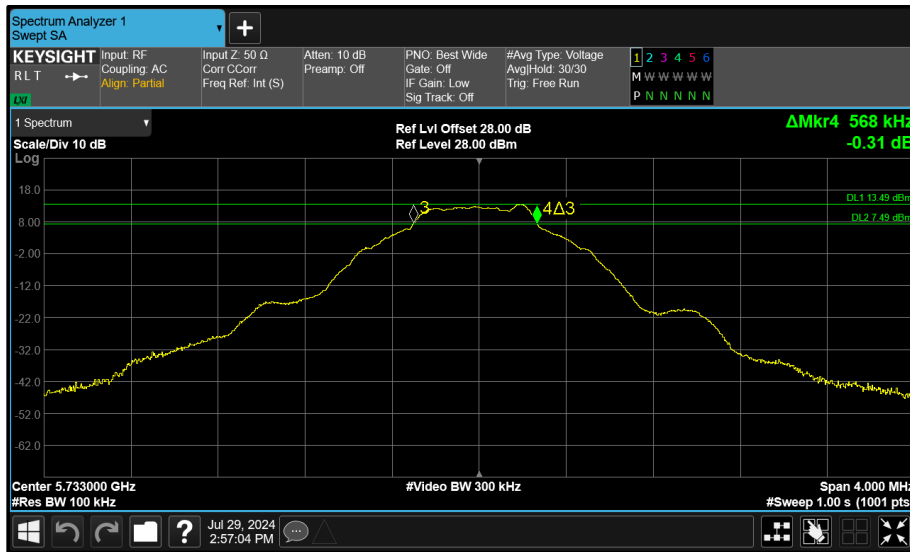 Spectrum Analyzer 1
Swept SA
KEYSIGHT
R L T
LXI
Input: RF
Coupling: AC
Align: Partial
Input Z: 50 Ω
Corr CCorr
Freq Ref: Int (S)
Atten: 10 dB
Preamp: Off
PNO: Best Wide
Gate: Off
IF Gain: Low
Sig Track: Off
#Avg Type: Voltage
Avg|Hold: 30/30
Trig: Free Run
1 2 3 4 5 6
M W W W W W
P N N N N N
1 Spectrum
Scale/Div 10 dB
Ref Lvl Offset 28.00 dB
Ref Level 28.00 dBm
ΔMkr4 568 kHz
-0.31 dB
Log
18.0
8.00
-2.00
-12.0
-22.0
-32.0
-42.0
-52.0
-62.0
3
4Δ3
DL1 13.49 dBm
DL2 7.49 dBm
Center 5.733000 GHz
#Res BW 100 kHz
#Video BW 300 kHz
Span 4.000 MHz
#Sweep 1.00 s (1001 pts
?
Jul 29, 2024
2:57:04 PM